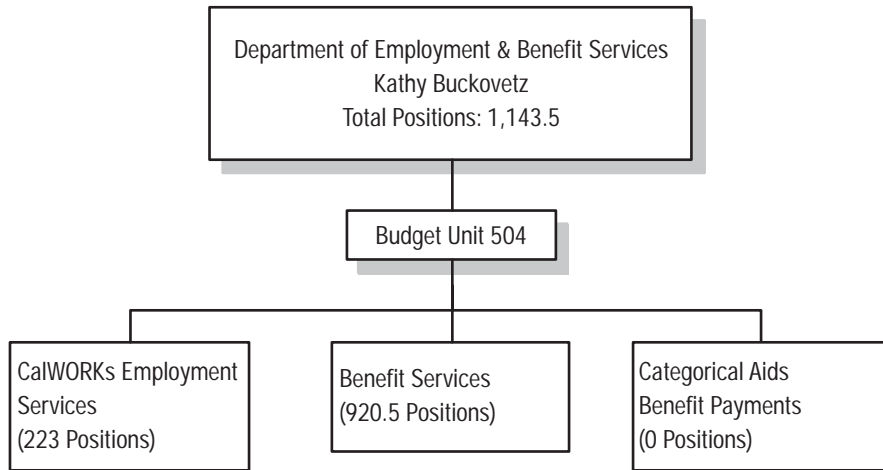 Department of Employment & Benefit Services
Kathy Buckovetz
Total Positions: 1,143.5
Budget Unit 504
CalWORKs Employment
Services
(223 Positions)
Benefit Services
(920.5 Positions)
Categorical Aids
Benefit Payments
(0 Positions)